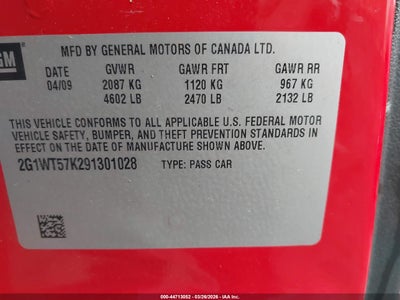 GM
MFD BY GENERAL MOTORS OF CANADA LTD.
DATE GVWR GAWR FRT GAWR RR
04/09 2087 KG 1120 KG 967 KG
4602 LB 2470 LB 2132 LB
THIS VEHICLE CONFORMS TO ALL APPLICABLE U.S. FEDERAL MOTOR
VEHICLE SAFETY, BUMPER, AND THEFT PREVENTION STANDARDS IN
EFFECT ON THE DATE OF MANUFACTURE SHOWN ABOVE.
2G1WT57K291301028 TYPE: PASS CAR
000-44713052 - 03/26/2026 - IAA Inc.